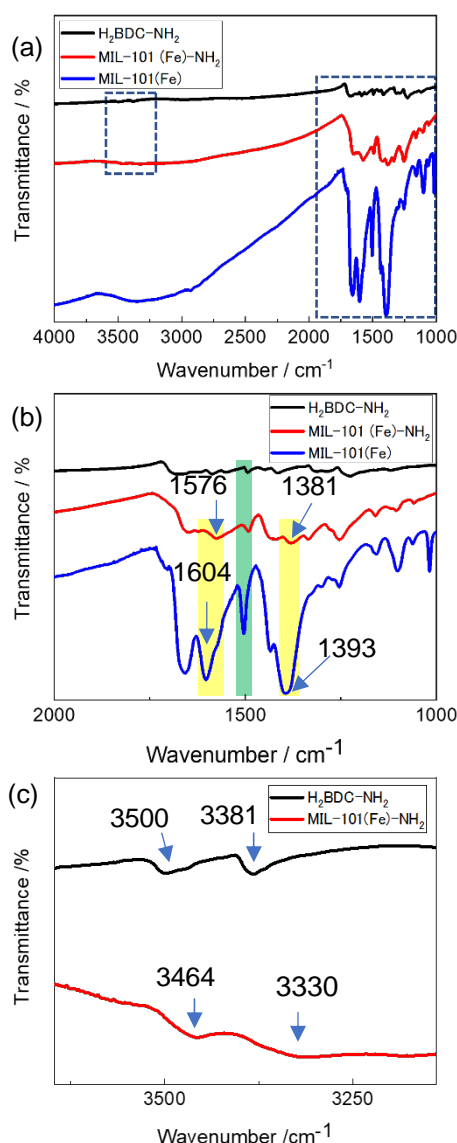 (a)
H₂BDC-NH₂
MIL-101 (Fe)-NH₂
MIL-101(Fe)
Transmittance / %
4000 3500 3000 2500 2000 1500 1000
Wavenumber / cm⁻¹
(b)
H₂BDC-NH₂
MIL-101 (Fe)-NH₂
MIL-101(Fe)
1576 1381
1604
1393
Transmittance / %
2000 1500 1000
Wavenumber / cm⁻¹
(c)
H₂BDC-NH₂
MIL-101(Fe)-NH₂
3500 3381
3464 3330
Transmittance /%
3500 3250
Wavenumber /cm⁻¹